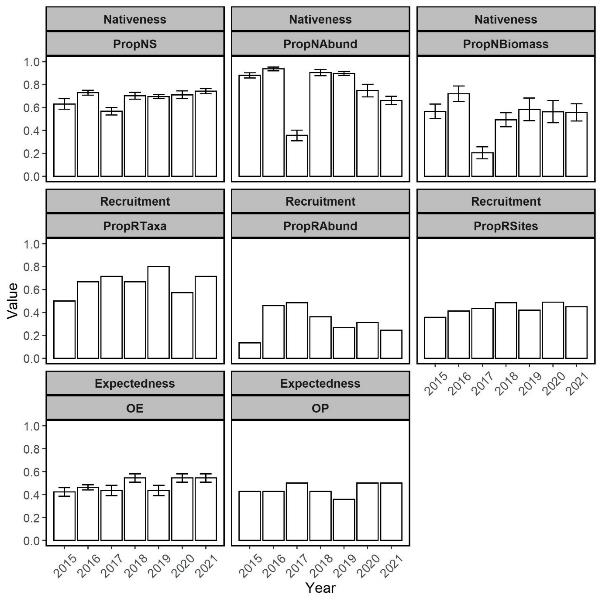 Nativeness Nativeness Nativeness
PropNS PropNAbund PropNBiomass
1.0
0.8
0.6
0.4
0.2
0.0
Recruitment Recruitment Recruitment
PropRTaxa PropRAbund PropRSites
1.0
0.8
0.6
0.4
0.2
0.0
Value
2015 2016 2017 2018 2019 2020 2021
Expectedness Expectedness
OE OP
1.0
0.8
0.6
0.4
0.2
0.0
2015 2016 2017 2018 2019 2020 2021 2015 2016 2017 2018 2019 2020 2021
Year